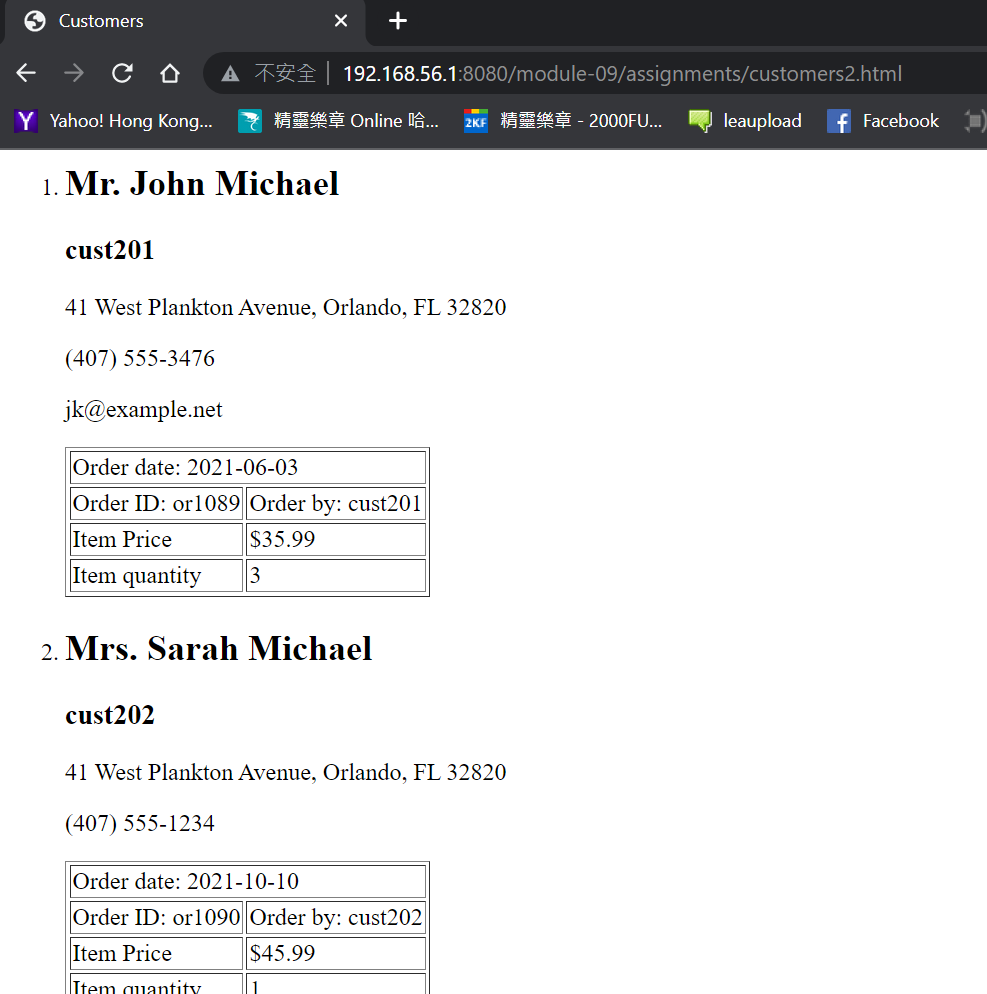 Customers
不安全 192.168.56.1:8080/module-09/assignments/customers2.html
Yahoo! Hong Kong... 精靈樂章 Online 哈... 2KF 精靈樂章 - 2000FU... leaupload Facebook
1. Mr. John Michael
cust201
41 West Plankton Avenue, Orlando, FL 32820
(407) 555-3476
jk@example.net
Order date: 2021-06-03
Order ID: or1089 Order by: cust201
Item Price $35.99
Item quantity 3
2. Mrs. Sarah Michael
cust202
41 West Plankton Avenue, Orlando, FL 32820
(407) 555-1234
Order date: 2021-10-10
Order ID: or1090 Order by: cust202
Item Price $45.99
Item quantity 1